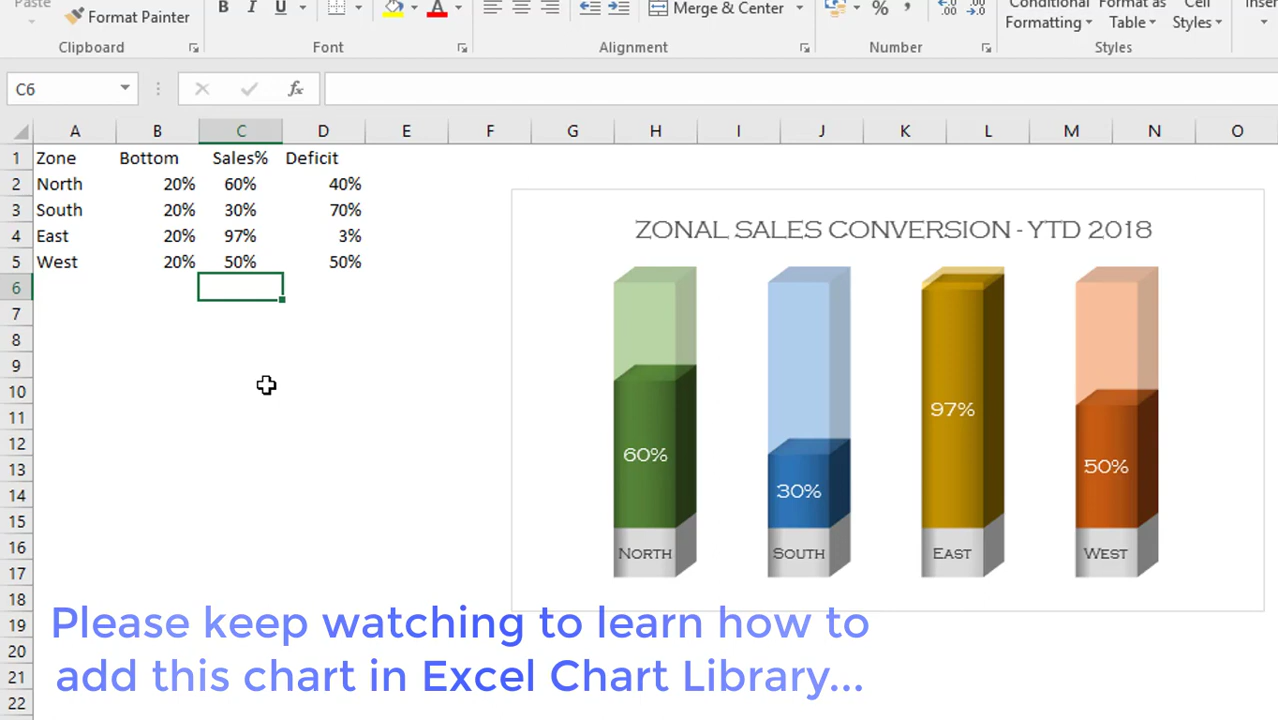 Paste Format Painter B I U A Merge & Center % , .00 Conditional Format as Cell
Formatting Table Styles
Clipboard Font Alignment Number Styles
C6 fx
A B C D E F G H I J K L M N O
1 Zone Bottom Sales% Deficit
2 North 20% 60% 40%
3 South 20% 30% 70%
4 East 20% 97% 3%
5 West 20% 50% 50%
6
7
8
9
10
11
12
13
14
15
16
17
18
19
20
21
22
ZONAL SALES CONVERSION - YTD 2018
60% 30% 97% 50%
NORTH SOUTH EAST WEST
Please keep watching to learn how to
add this chart in Excel Chart Library...